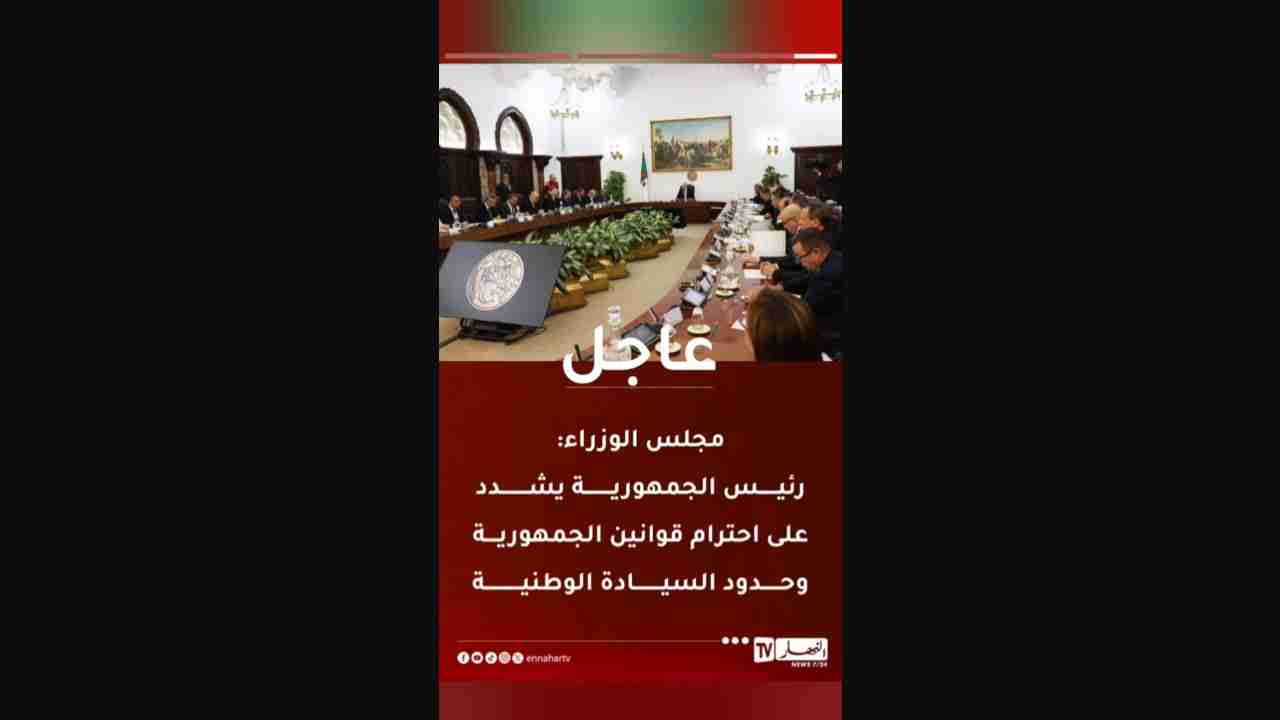 عاجل
مجلس الوزراء:
رئيس الجمهورية يشدد
على احترام قوانين الجمهورية
وحدود السيادة الوطنية
ennahartv
النهار TV
NEWS 7/24